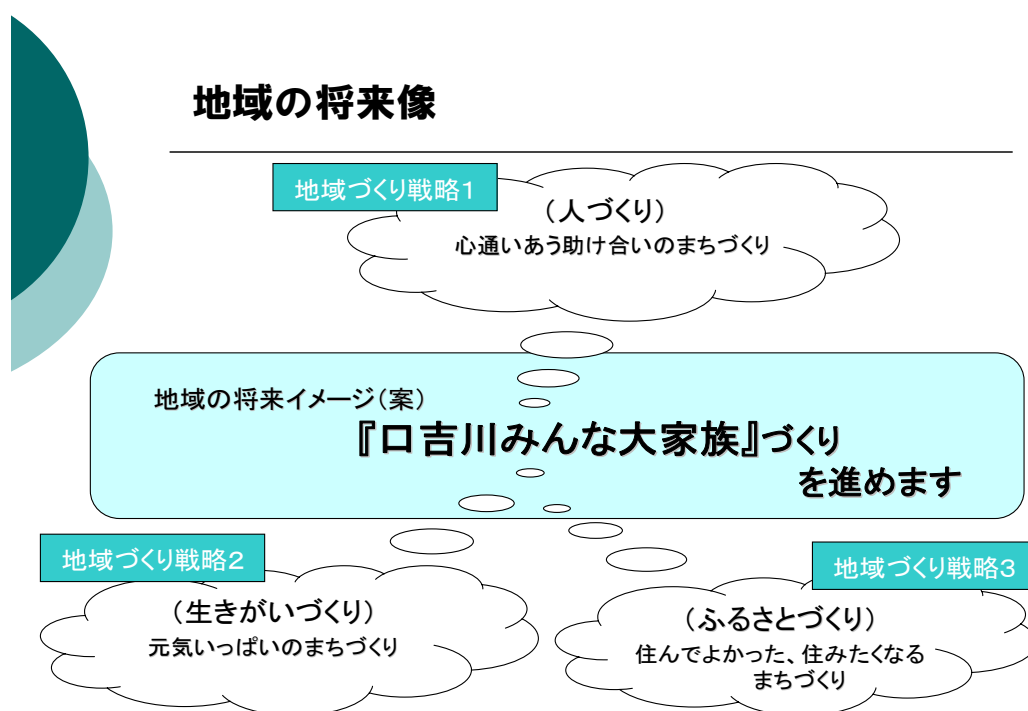 地域の将来像
地域づくり戦略1
(人づくり)
心通いあう助け合いのまちづくり
地域の将来イメージ(案)
『口吉川みんな大家族』づくり
を進めます
地域づくり戦略2
(生きがいづくり)
元気いっぱいのまちづくり
地域づくり戦略3
(ふるさとづくり)
住んでよかった、住みたくなる
まちづくり